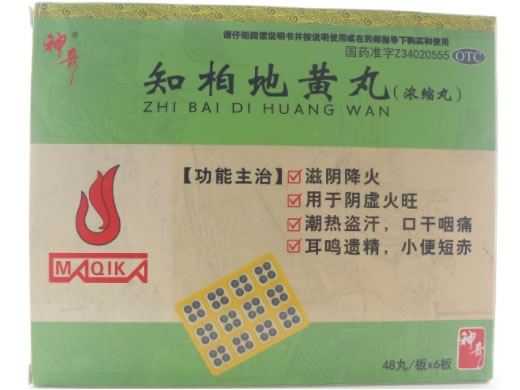 神奇®
请仔细阅读说明书并按说明使用或在药师指导下购买和使用
国药准字Z34020555 OTC
知柏地黄丸(浓缩丸)
ZHI BAI DI HUANG WAN
【功能主治】☑滋阴降火
☑用于阴虚火旺
☑潮热盗汗，口干咽痛
☑耳鸣遗精，小便短赤
MAQIKA
神奇
48丸/板x6板